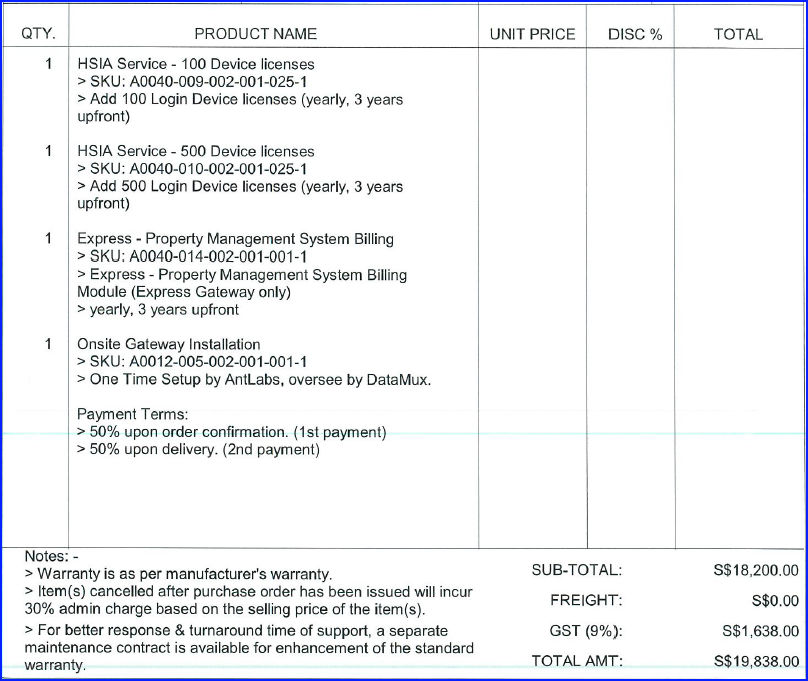 QTY. PRODUCT NAME UNIT PRICE DISC % TOTAL
1 HSIA Service - 100 Device licenses
> SKU: A0040-009-002-001-025-1
> Add 100 Login Device licenses (yearly, 3 years
upfront)
1 HSIA Service - 500 Device licenses
> SKU: A0040-010-002-001-025-1
> Add 500 Login Device licenses (yearly, 3 years
upfront)
1 Express - Property Management System Billing
> SKU: A0040-014-002-001-001-1
> Express - Property Management System Billing
Module (Express Gateway only)
> yearly, 3 years upfront
1 Onsite Gateway Installation
> SKU: A0012-005-002-001-001-1
> One Time Setup by AntLabs, oversee by DataMux.
Payment Terms:
> 50% upon order confirmation. (1st payment)
> 50% upon delivery. (2nd payment)
Notes: -
> Warranty is as per manufacturer's warranty.
> Item(s) cancelled after purchase order has been issued will incur
30% admin charge based on the selling price of the item(s).
> For better response & turnaround time of support, a separate
maintenance contract is available for enhancement of the standard
warranty.
SUB-TOTAL: S$18,200.00
FREIGHT: S$0.00
GST (9%): S$1,638.00
TOTAL AMT: S$19,838.00